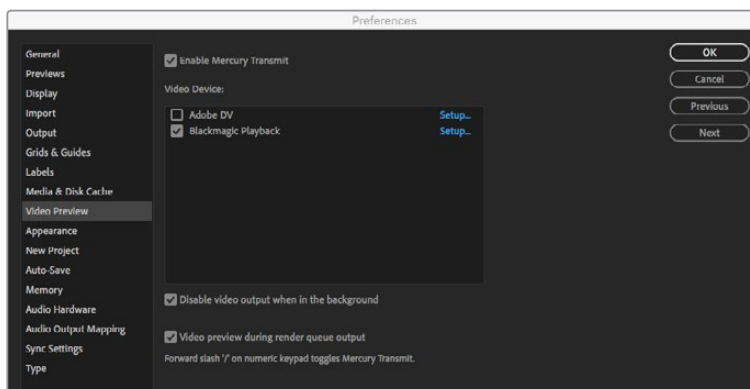 Preferences
General
Previews
Display
Import
Output
Grids & Guides
Labels
Media & Disk Cache
Video Preview
Appearance
New Project
Auto-Save
Memory
Audio Hardware
Audio Output Mapping
Sync Settings
Type
Enable Mercury Transmit
Video Device:
Adobe DV Setup...
Blackmagic Playback Setup...
Disable video output when in the background
Video preview during render queue output
Forward slash '/' on numeric keypad toggles Mercury Transmit.
OK
Cancel
Previous
Next